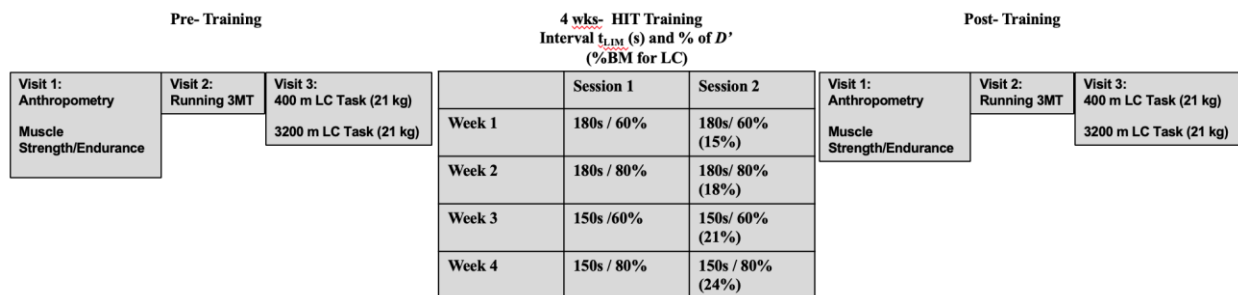 Pre- Training
Visit 1:
Anthropometry
Muscle
Strength/Endurance
Visit 2:
Running 3MT
Visit 3:
400 m LC Task (21 kg)
3200 m LC Task (21 kg)
4 wks- HIT Training
Interval tLIM (s) and % of D’
(%BM for LC)
Session 1
Session 2
Week 1
180s / 60%
180s/ 60%
(15%)
Week 2
180s / 80%
180s/ 80%
(18%)
Week 3
150s /60%
150s/ 60%
(21%)
Week 4
150s / 80%
150s / 80%
(24%)
Post- Training
Visit 1:
Anthropometry
Muscle
Strength/Endurance
Visit 2:
Running 3MT
Visit 3:
400 m LC Task (21 kg)
3200 m LC Task (21 kg)